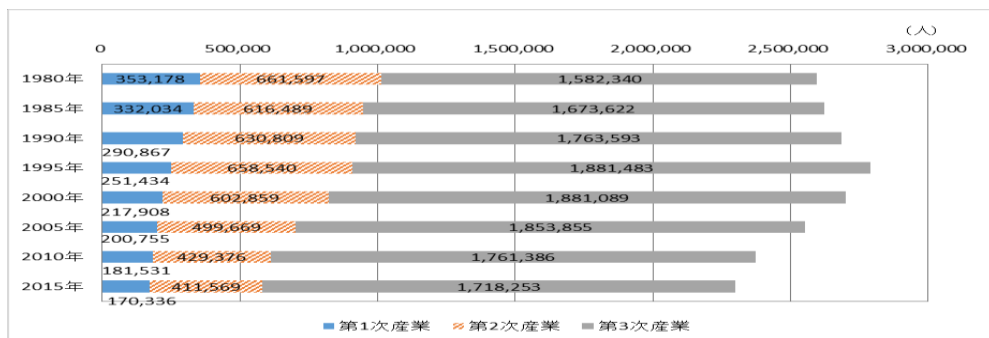 (人)
0 500,000 1,000,000 1,500,000 2,000,000 2,500,000 3,000,000
1980年 353,178 661,597 1,582,340
1985年 332,034 616,489 1,673,622
1990年 290,867 630,809 1,763,593
1995年 251,434 658,540 1,881,483
2000年 217,908 602,859 1,881,089
2005年 200,755 499,669 1,853,855
2010年 181,531 429,376 1,761,386
2015年 170,336 411,569 1,718,253
第1次産業 第2次産業 第3次産業